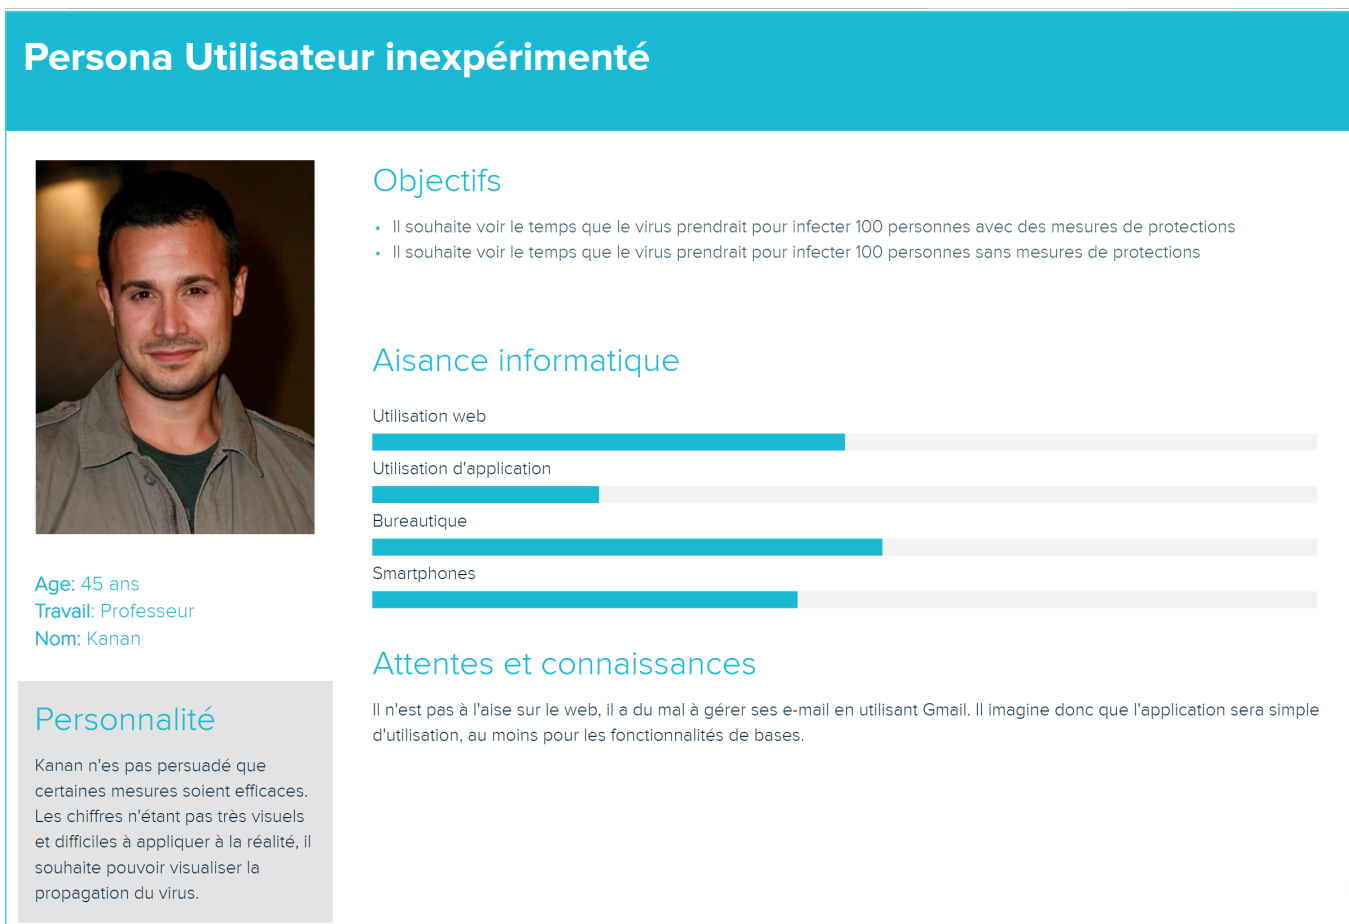 Persona Utilisateur inexpérimenté
Objectifs
Il souhaite voir le temps que le virus prendrait pour infecter 100 personnes avec des mesures de protections
Il souhaite voir le temps que le virus prendrait pour infecter 100 personnes sans mesures de protections
Aisance informatique
Utilisation web
Utilisation d'application
Bureautique
Smartphones
Age: 45 ans
Travail: Professeur
Nom: Kanan
Attentes et connaissances
Il n'est pas à l'aise sur le web, il a du mal à gérer ses e-mail en utilisant Gmail. Il imagine donc que l'application sera simple
d'utilisation, au moins pour les fonctionnalités de bases.
Personnalité
Kanan n'es pas persuadé que
certaines mesures soient efficaces.
Les chiffres n'étant pas très visuels
et difficiles à appliquer à la réalité, il
souhaite pouvoir visualiser la
propagation du virus.